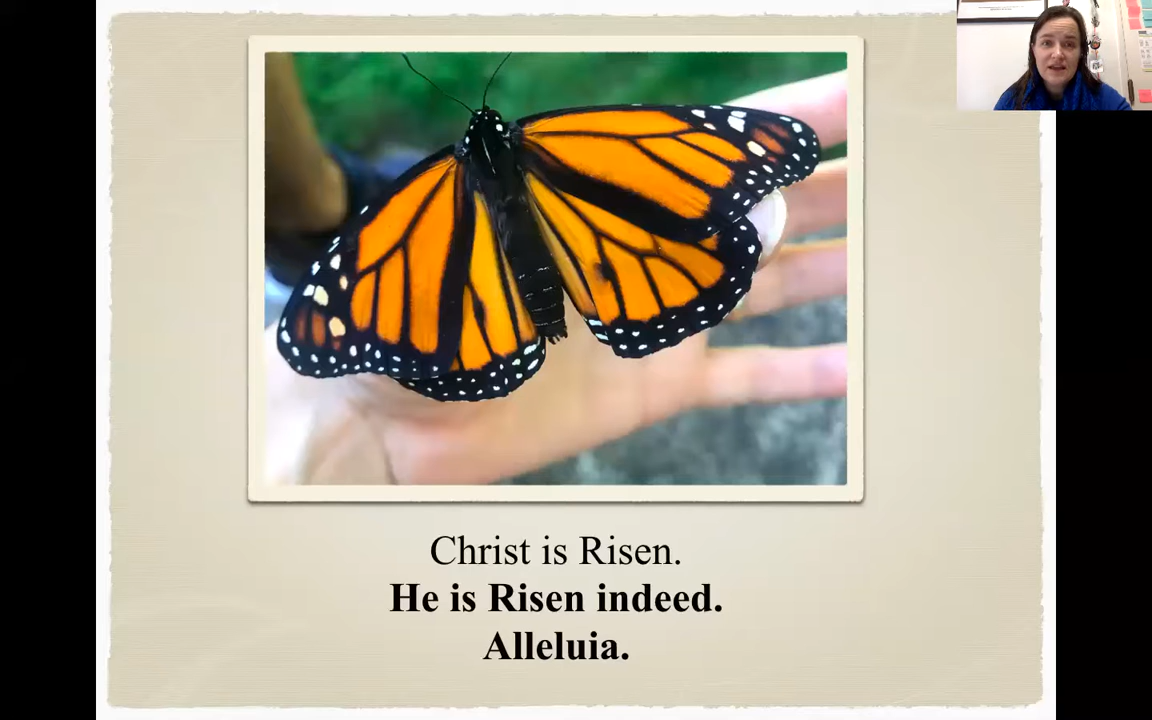 Christ is Risen.
He is Risen indeed.
Alleluia.